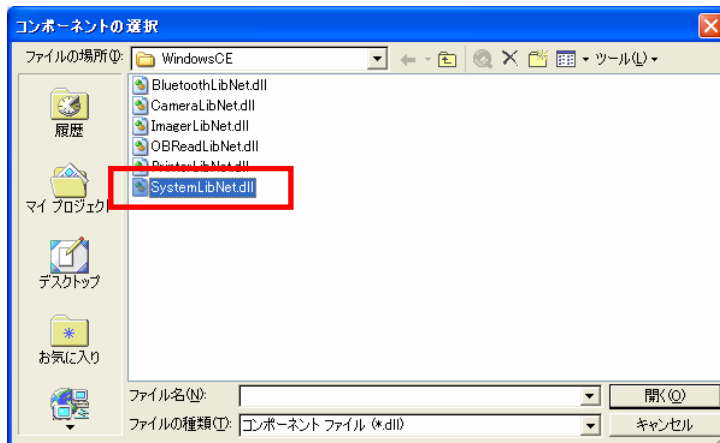 コンポーネントの選択
ファイルの場所(I): WindowsCE ツール(L)
BluetoothLibNet.dll
CameraLibNet.dll
ImagerLibNet.dll
OBReadLibNet.dll
PrinterLibNet.dll
SystemLibNet.dll
履歴
マイ プロジェクト
デスクトップ
お気に入り
ファイル名(N): 開く(O)
ファイルの種類(T): コンポーネント ファイル (*.dll) キャンセル